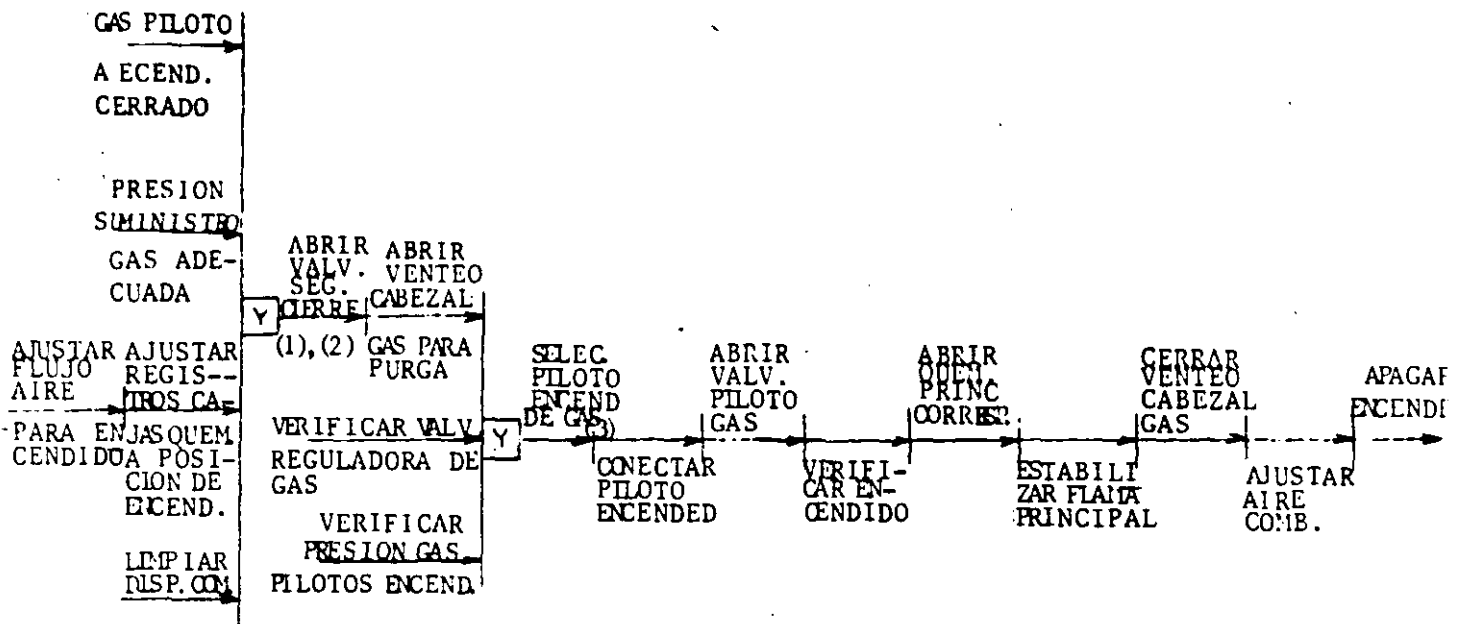 GAS PILOTO
A ECEND.
CERRADO
PRESION
SUMINISTRO
GAS ADE-
CUADA
AJUSTAR
FLUJO
AIRE
PARA EN
CENDIDO
AJUSTAR
REGIS--
TROS CA-
JAS QUEM.
A POSI-
CION DE
ENCEND.
LIMPIAR
DISP. COM.
Y
ABRIR
VALV.
SEG.
CIERRE
(1),(2)
ABRIR
VENTEO
CABEZAL
GAS PARA
PURGA
VERIFICAR VALV.
REGULADORA DE
GAS
VERIFICAR
PRESION GAS
PILOTOS ENCEND.
Y
SELEC.
PILOTO
ENCEND
DE GAS
(3)
CONECTAR
PILOTO
ENCENDED
ABRIR
VALV.
PILOTO
GAS
VERIFI-
CAR EN-
CENDIDO
ABRIR
QUEM.
PRINC
CORRESP.
ESTABILI
ZAR FLAMA
PRINCIPAL
CERRAR
VENTEO
CABEZAL
GAS
AJUSTAR
AIRE
COMB.
APAGAR
ENCENDE